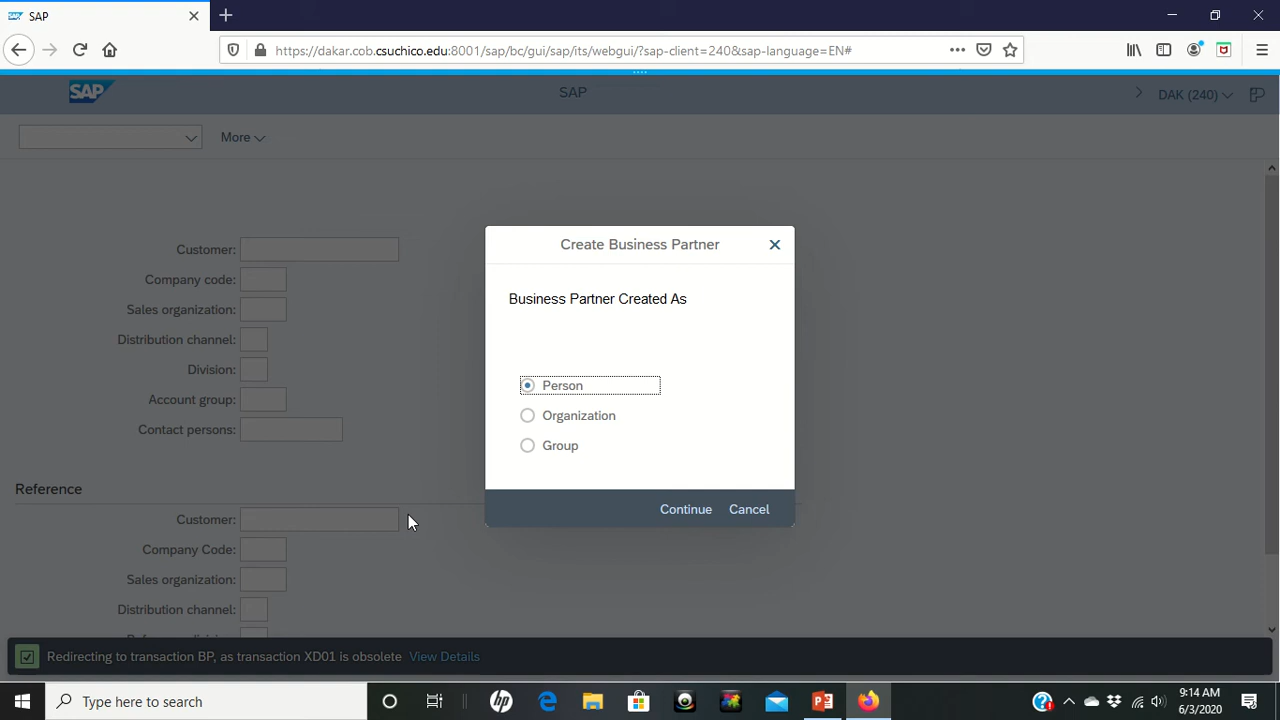 SAP
https://dakar.cob.csuchico.edu:8001/sap/bc/gui/sap/its/webgui/?sap-client=240&sap-language=EN#
SAP
SAP
DAK (240)
More
Create Business Partner
Customer:
Company code:
Sales organization:
Distribution channel:
Division:
Account group:
Contact persons:
Business Partner Created As
Person
Organization
Group
Continue Cancel
Reference
Customer:
Company Code:
Sales organization:
Distribution channel:
Redirecting to transaction BP, as transaction XD01 is obsolete View Details
Type here to search
hp
9:14 AM
6/3/2020